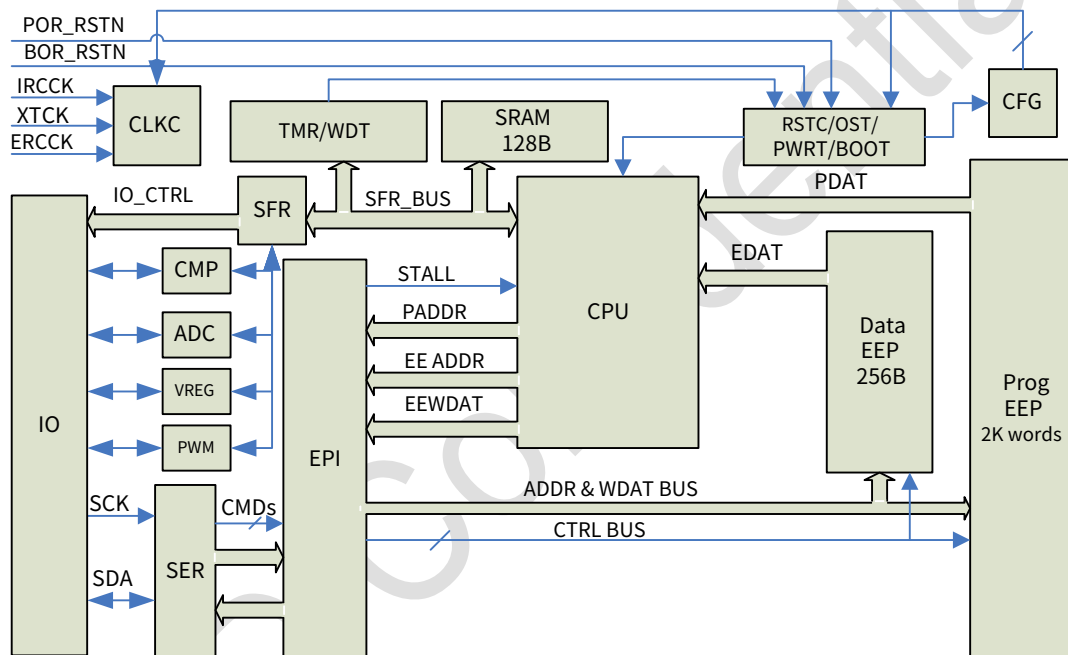 POR_RSTN
BOR_RSTN
IRCCK
XTCK
ERCCK
CLKC
TMR/WDT
SRAM
128B
RSTC/OST/
PWRT/BOOT
CFG
IO_CTRL
SFR
SFR_BUS
PDAT
CMP
STALL
CPU
EDAT
ADC
PADDR
Data
EEP
256B
VREG
EE ADDR
IO
PWM
EEWDAT
EPI
Prog
EEP
2K words
SCK
CMDs
ADDR & WDAT BUS
CTRL BUS
SDA
SER
Confidential